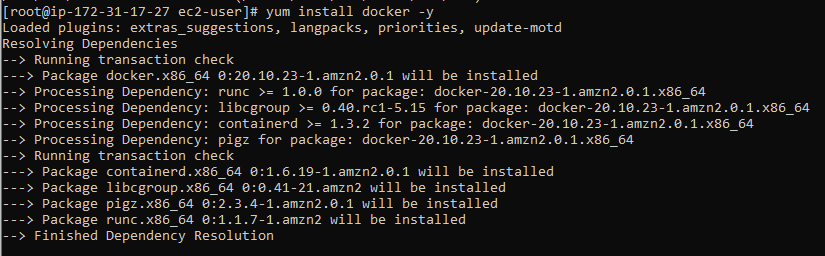 [root@ip-172-31-17-27 ec2-user]# yum install docker -y
Loaded plugins: extras_suggestions, langpacks, priorities, update-motd
Resolving Dependencies
--> Running transaction check
---> Package docker.x86_64 0:20.10.23-1.amzn2.0.1 will be installed
--> Processing Dependency: runc >= 1.0.0 for package: docker-20.10.23-1.amzn2.0.1.x86_64
--> Processing Dependency: libcgroup >= 0.40.rc1-5.15 for package: docker-20.10.23-1.amzn2.0.1.x86_64
--> Processing Dependency: containerd >= 1.3.2 for package: docker-20.10.23-1.amzn2.0.1.x86_64
--> Processing Dependency: pigz for package: docker-20.10.23-1.amzn2.0.1.x86_64
--> Running transaction check
---> Package containerd.x86_64 0:1.6.19-1.amzn2.0.1 will be installed
---> Package libcgroup.x86_64 0:0.41-21.amzn2 will be installed
---> Package pigz.x86_64 0:2.3.4-1.amzn2.0.1 will be installed
---> Package runc.x86_64 0:1.1.7-1.amzn2 will be installed
--> Finished Dependency Resolution